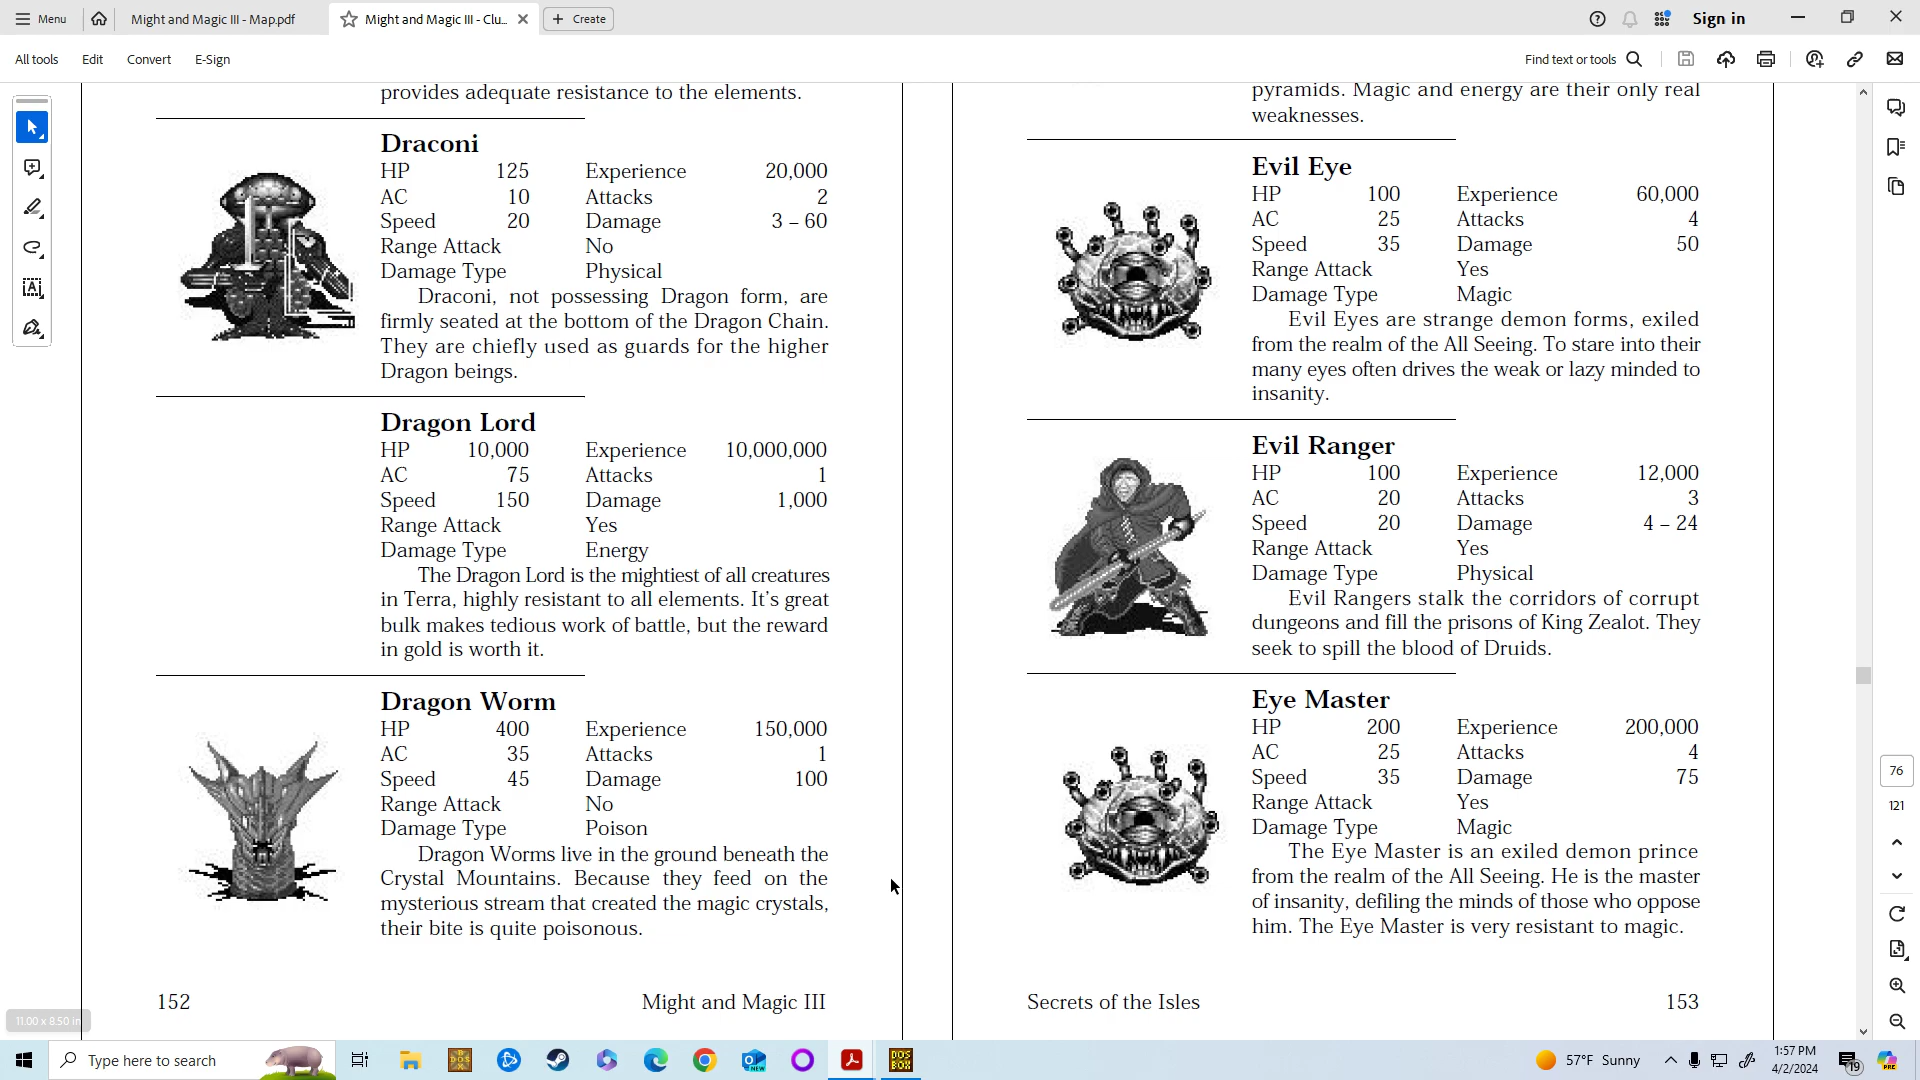 Menu
Might and Magic III - Map.pdf
Might and Magic III - Clu...
Create
Sign in
All tools
Edit
Convert
E-Sign
Find text or tools
provides adequate resistance to the elements.
Draconi
HP 125 Experience 20,000
AC 10 Attacks 2
Speed 20 Damage 3 – 60
Range Attack No
Damage Type Physical
Draconi, not possessing Dragon form, are
firmly seated at the bottom of the Dragon Chain.
They are chiefly used as guards for the higher
Dragon beings.
Dragon Lord
HP 10,000 Experience 10,000,000
AC 75 Attacks 1
Speed 150 Damage 1,000
Range Attack Yes
Damage Type Energy
The Dragon Lord is the mightiest of all creatures
in Terra, highly resistant to all elements. It's great
bulk makes tedious work of battle, but the reward
in gold is worth it.
Dragon Worm
HP 400 Experience 150,000
AC 35 Attacks 1
Speed 45 Damage 100
Range Attack No
Damage Type Poison
Dragon Worms live in the ground beneath the
Crystal Mountains. Because they feed on the
mysterious stream that created the magic crystals,
their bite is quite poisonous.
152 Might and Magic III
pyramids. Magic and energy are their only real
weaknesses.
Evil Eye
HP 100 Experience 60,000
AC 25 Attacks 4
Speed 35 Damage 50
Range Attack Yes
Damage Type Magic
Evil Eyes are strange demon forms, exiled
from the realm of the All Seeing. To stare into their
many eyes often drives the weak or lazy minded to
insanity.
Evil Ranger
HP 100 Experience 12,000
AC 20 Attacks 3
Speed 20 Damage 4 – 24
Range Attack Yes
Damage Type Physical
Evil Rangers stalk the corridors of corrupt
dungeons and fill the prisons of King Zealot. They
seek to spill the blood of Druids.
Eye Master
HP 200 Experience 200,000
AC 25 Attacks 4
Speed 35 Damage 75
Range Attack Yes
Damage Type Magic
The Eye Master is an exiled demon prince
from the realm of the All Seeing. He is the master
of insanity, defiling the minds of those who oppose
him. The Eye Master is very resistant to magic.
Secrets of the Isles 153
76
121
11.00 x 8.50 in
Type here to search
DOS
DOS
BOX
NEW
57°F Sunny
1:57 PM
4/2/2024
19
PRE